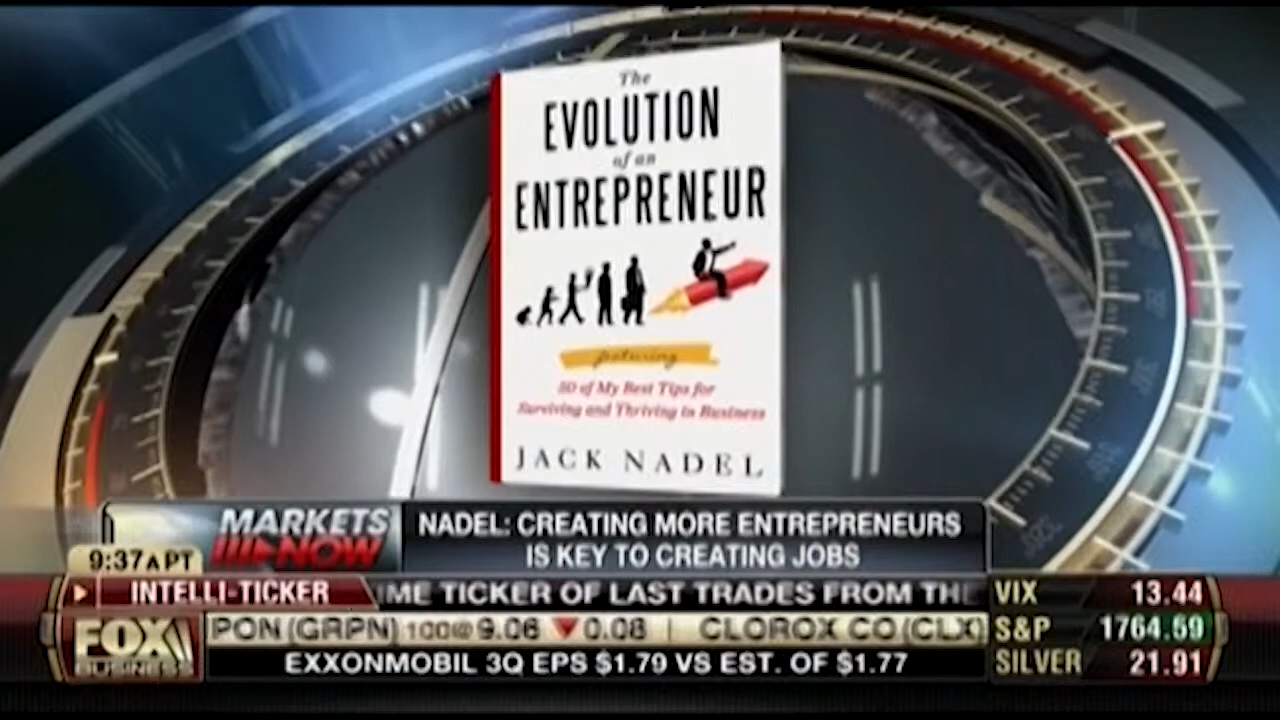 The
EVOLUTION
of an
ENTREPRENEUR
featuring
50 of My Best Tips for
Surviving and Thriving in Business
JACK NADEL
MARKETS
NOW
NADEL: CREATING MORE ENTREPRENEURS
IS KEY TO CREATING JOBS
9:37A PT
INTELLI-TICKER
ME TICKER OF LAST TRADES FROM THE
VIX 13.44
FOX
BUSINESS
PON (GRPN) 100@9.06 ▼0.08 | CLOROX CO (CLX)
S&P 1764.59
EXXONMOBIL 3Q EPS $1.79 VS EST. OF $1.77
SILVER 21.91